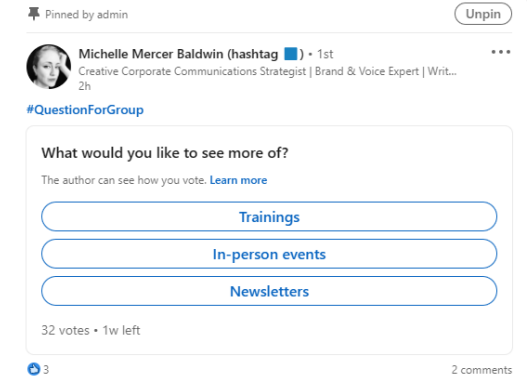 Pinned by admin
Unpin
Michelle Mercer Baldwin (hashtag 🟦) • 1st
Creative Corporate Communications Strategist | Brand & Voice Expert | Writ...
2h
#QuestionForGroup
What would you like to see more of?
The author can see how you vote. Learn more
Trainings
In-person events
Newsletters
32 votes • 1w left
3
2 comments